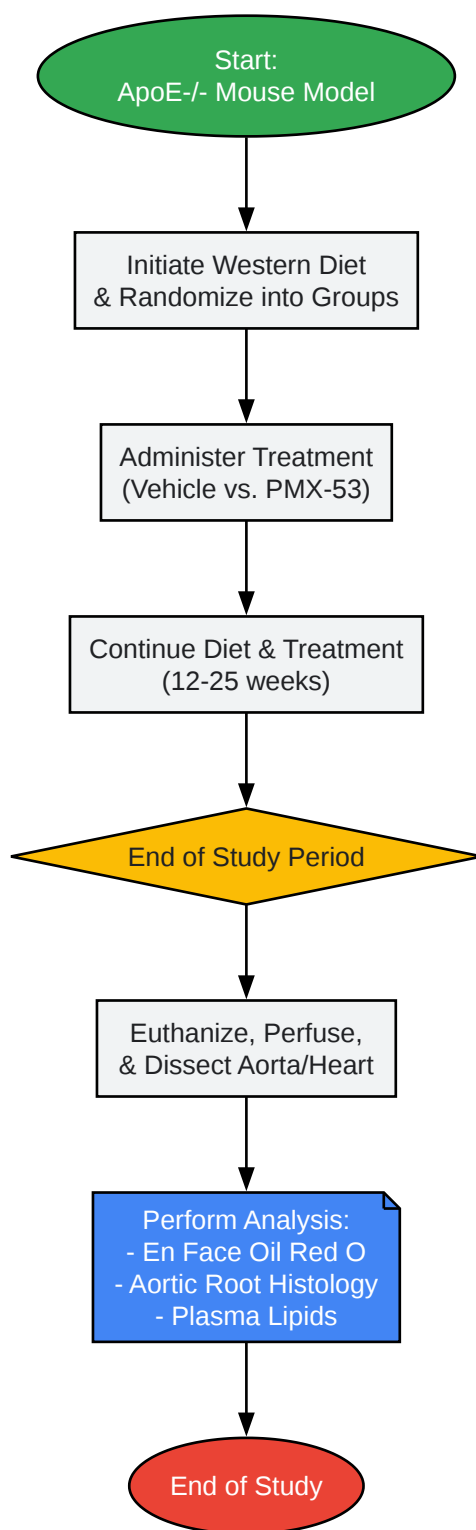 Start:
ApoE-/- Mouse Model
Initiate Western Diet
& Randomize into Groups
Administer Treatment
(Vehicle vs. PMX-53)
Continue Diet & Treatment
(12-25 weeks)
End of Study Period
Euthanize, Perfuse,
& Dissect Aorta/Heart
Perform Analysis:
- En Face Oil Red O
- Aortic Root Histology
- Plasma Lipids
End of Study